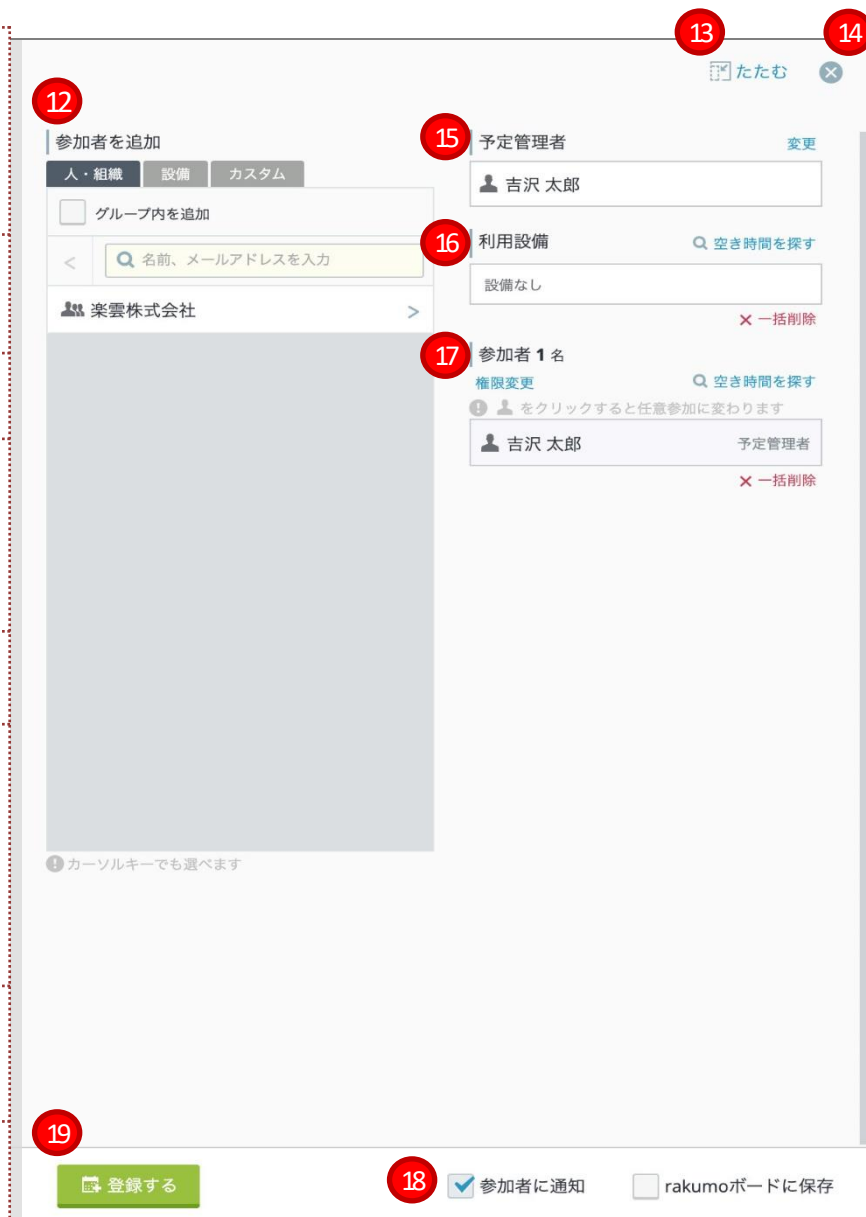 13
14
たたむ
12
参加者を追加
人・組織 設備 カスタム
グループ内を追加
< 名前、メールアドレスを入力
楽雲株式会社 >
カーソルキーでも選べます
15
予定管理者 変更
吉沢 太郎
16
利用設備 空き時間を探す
設備なし
一括削除
17
参加者 1 名
権限変更 空き時間を探す
をクリックすると任意参加に変わります
吉沢 太郎 予定管理者
一括削除
19
登録する
18
参加者に通知 rakumoボードに保存